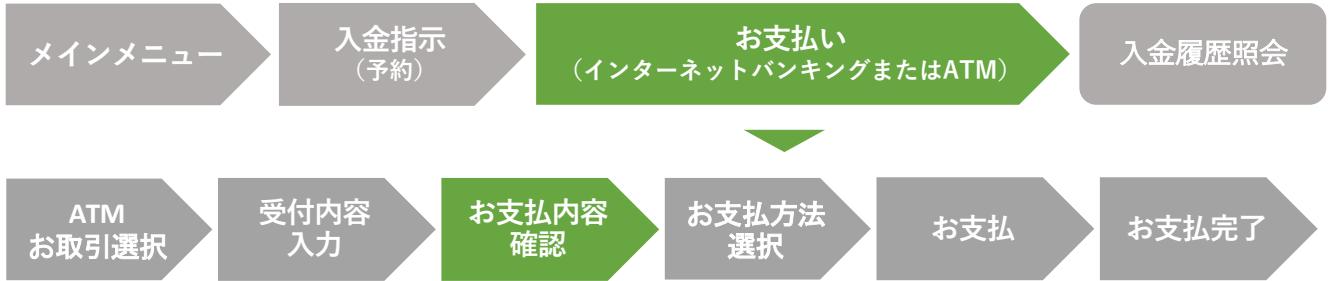 メインメニュー
入金指示
（予約）
お支払い
（インターネットバンキングまたはATM）
入金履歴照会
ATM
お取引選択
受付内容
入力
お支払内容
確認
お支払方法
選択
お支払
お支払完了